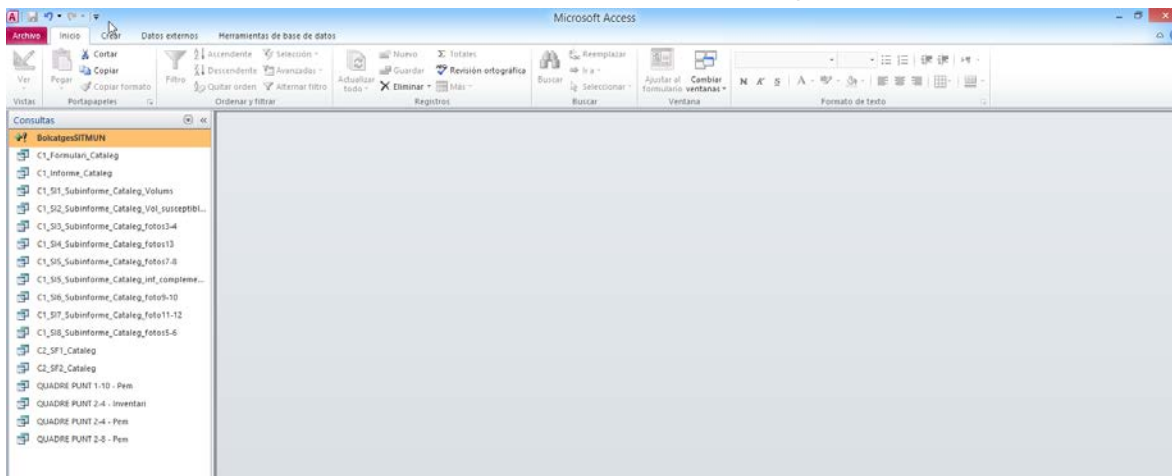 Microsoft Access
Archivo Inicio Crear Datos externos Herramientas de base de datos
Ver
Vistas
Pegar
Cortar
Copiar
Copiar formato
Portapapeles
Filtro
Ascendente
Descendente
Quitar orden
Selección
Avanzadas
Alternar filtro
Ordenar y filtrar
Actualizar todo
Nuevo
Guardar
Eliminar
Totales
Revisión ortográfica
Más
Registros
Buscar
Reemplazar
Ir a
Seleccionar
Buscar
Ajustar al formulario
Cambiar ventanas
Ventana
N K S A
Formato de texto
Consultas
BolcatgesSITMUN
C1_Formulari_Cataleg
C1_Informe_Cataleg
C1_SI1_Subinforme_Cataleg_Volums
C1_SI2_Subinforme_Cataleg_Vol_susceptibl...
C1_SI3_Subinforme_Cataleg_fotos3-4
C1_SI4_Subinforme_Cataleg_fotos13
C1_SI5_Subinforme_Cataleg_fotos7-8
C1_SI5_Subinforme_Cataleg_inf_compleme...
C1_SI6_Subinforme_Cataleg_foto9-10
C1_SI7_Subinforme_Cataleg_foto11-12
C1_SI8_Subinforme_Cataleg_fotos5-6
C2_SF1_Cataleg
C2_SF2_Cataleg
QUADRE PUNT 1-10 - Pem
QUADRE PUNT 2-4 - Inventari
QUADRE PUNT 2-4 - Pem
QUADRE PUNT 2-8 - Pem